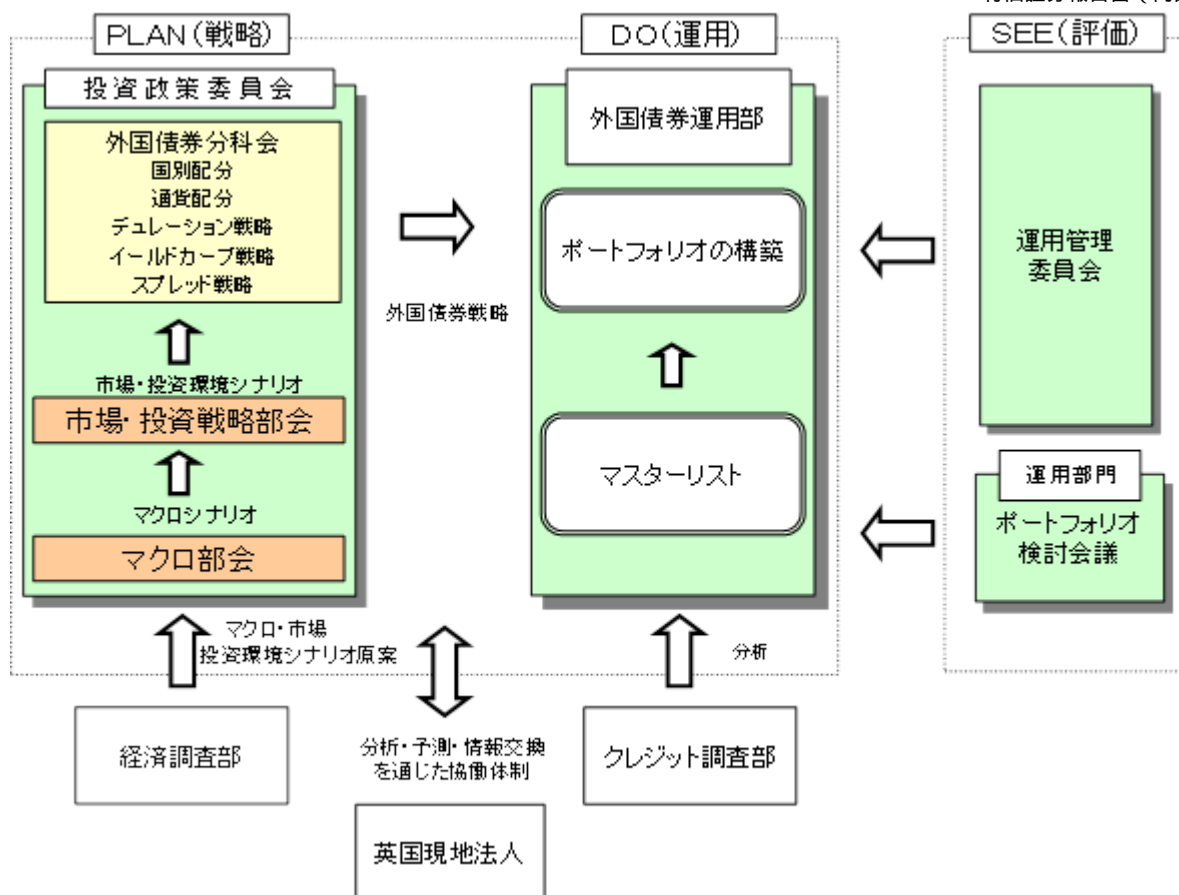 PLAN(戦略)
投資政策委員会
外国債券分科会
国別配分
通貨配分
デュレーション戦略
イールドカーブ戦略
スプレッド戦略
市場・投資環境シナリオ
市場・投資戦略部会
マクロシナリオ
マクロ部会
マクロ・市場
投資環境シナリオ原案
経済調査部
外国債券戦略
分析・予測・情報交換
を通じた協働体制
英国現地法人
DO(運用)
外国債券運用部
ポートフォリオの構築
マスターリスト
分析
クレジット調査部
SEE(評価)
運用管理
委員会
運用部門
ポートフォリオ
検討会議